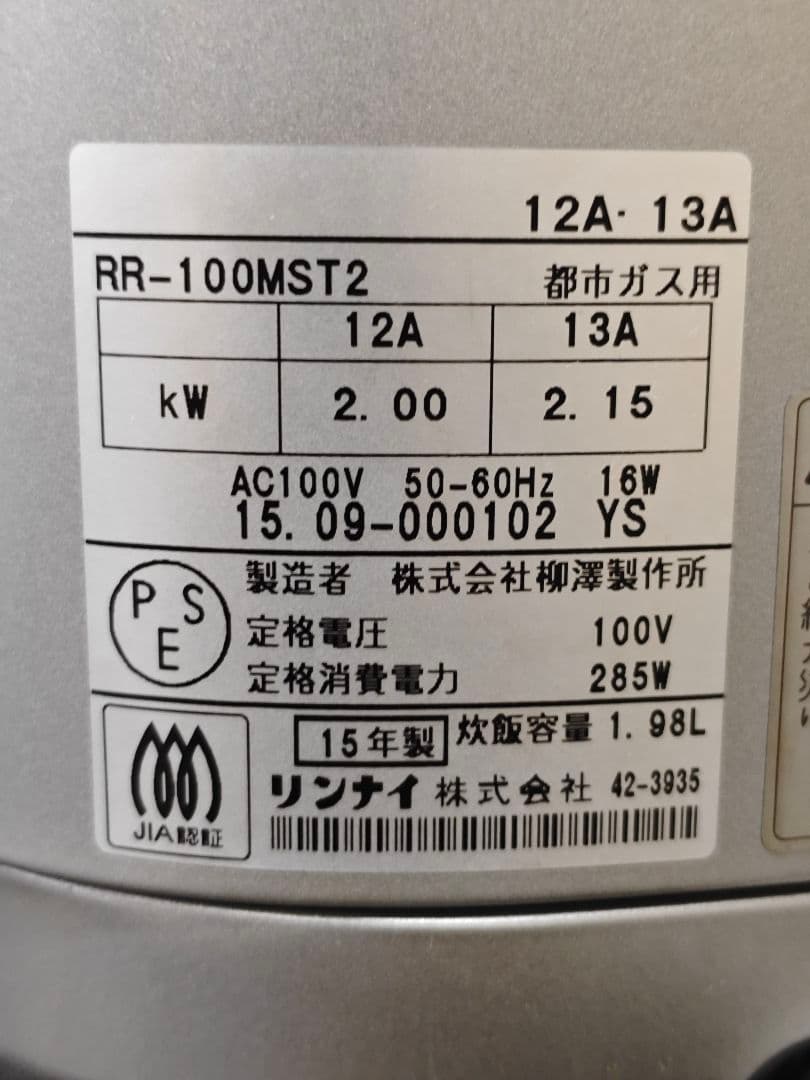 12A・13A
RR-100MST2 都市ガス用
12A 13A
kW 2.00 2.15
AC100V 50-60Hz 16W
15.09-000102 YS
PSE
製造者 株式会社柳澤製作所
定格電圧 100V
定格消費電力 285W
15年製 炊飯容量 1.98L
リンナイ 株式会社 42-3935
JIA認証